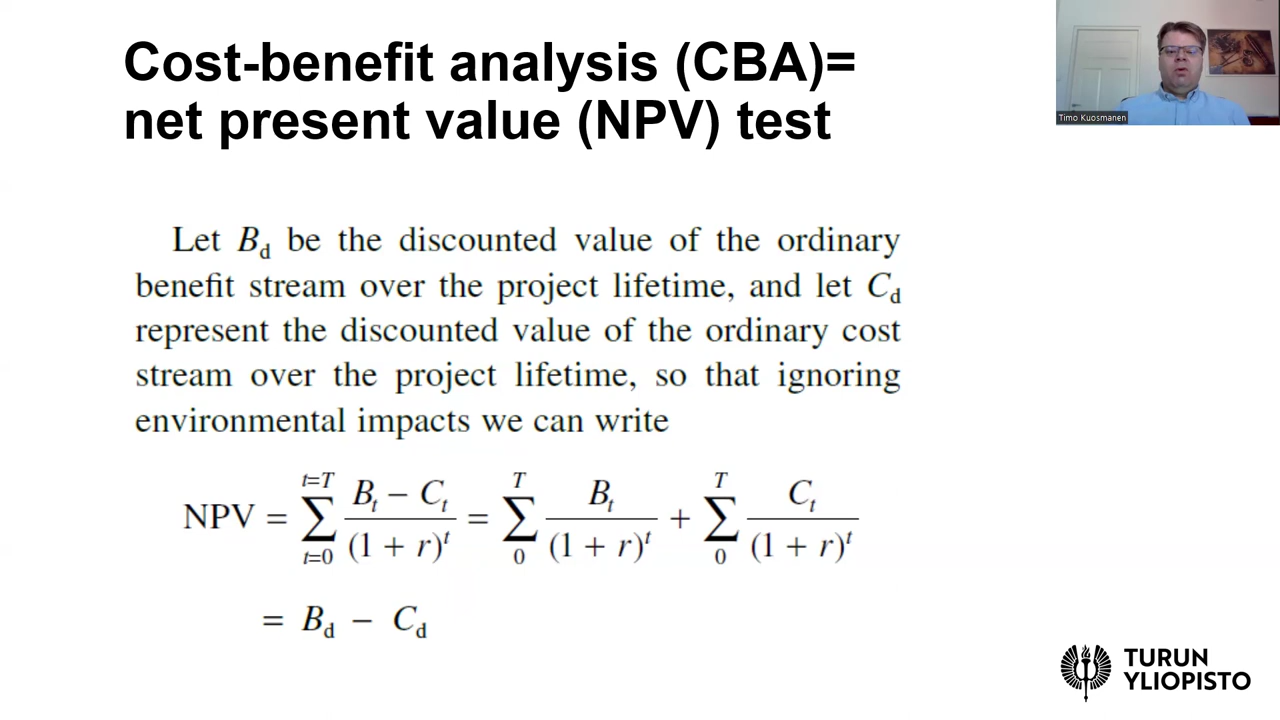 Cost-benefit analysis (CBA)=
net present value (NPV) test
Timo Kuosmanen
Let B_d be the discounted value of the ordinary
benefit stream over the project lifetime, and let C_d
represent the discounted value of the ordinary cost
stream over the project lifetime, so that ignoring
environmental impacts we can write
NPV = ∑_{t=0}^{t=T} (B_t − C_t)/(1 + r)^t = ∑_0^T B_t/(1 + r)^t + ∑_0^T C_t/(1 + r)^t
= B_d − C_d
TURUN
YLIOPISTO